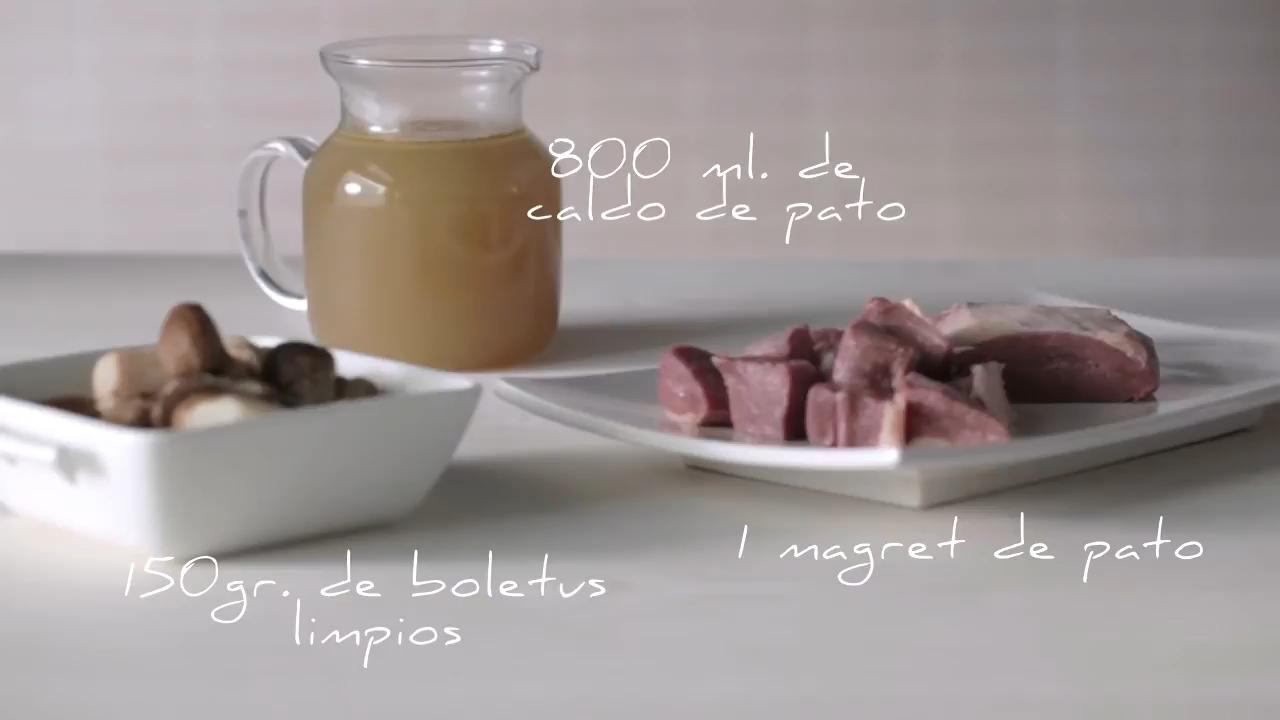 800 ml. de
caldo de pato
1 magret de pato
150gr. de boletus
limpios